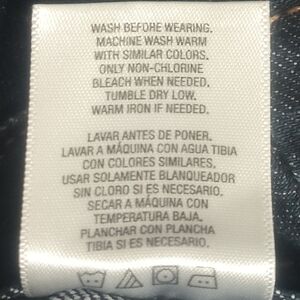 WASH BEFORE WEARING.
MACHINE WASH WARM
WITH SIMILAR COLORS.
ONLY NON-CHLORINE
BLEACH WHEN NEEDED.
TUMBLE DRY LOW.
WARM IRON IF NEEDED.
LAVAR ANTES DE PONER.
LAVAR A MÁQUINA CON AGUA TIBIA
CON COLORES SIMILARES.
USAR SOLAMENTE BLANQUEADOR
SIN CLORO SI ES NECESARIO.
SECAR A MÁQUINA CON
TEMPERATURA BAJA.
PLANCHAR CON PLANCHA
TIBIA SI ES NECESARIO.